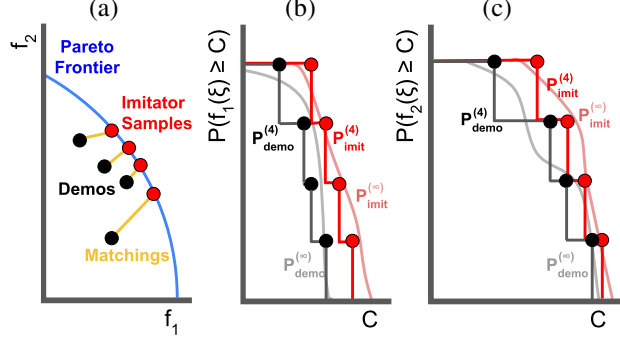 (a)
f₂
Pareto
Frontier
Imitator
Samples
Demos
Matchings
f₁
(b)
P(f₁(ξ) ≥ C)
P⁽⁴⁾demo
P⁽⁴⁾imit
P⁽∞⁾imit
P⁽∞⁾demo
C
(c)
P(f₂(ξ) ≥ C)
P⁽⁴⁾imit
P⁽∞⁾imit
P⁽⁴⁾demo
P⁽∞⁾demo
C